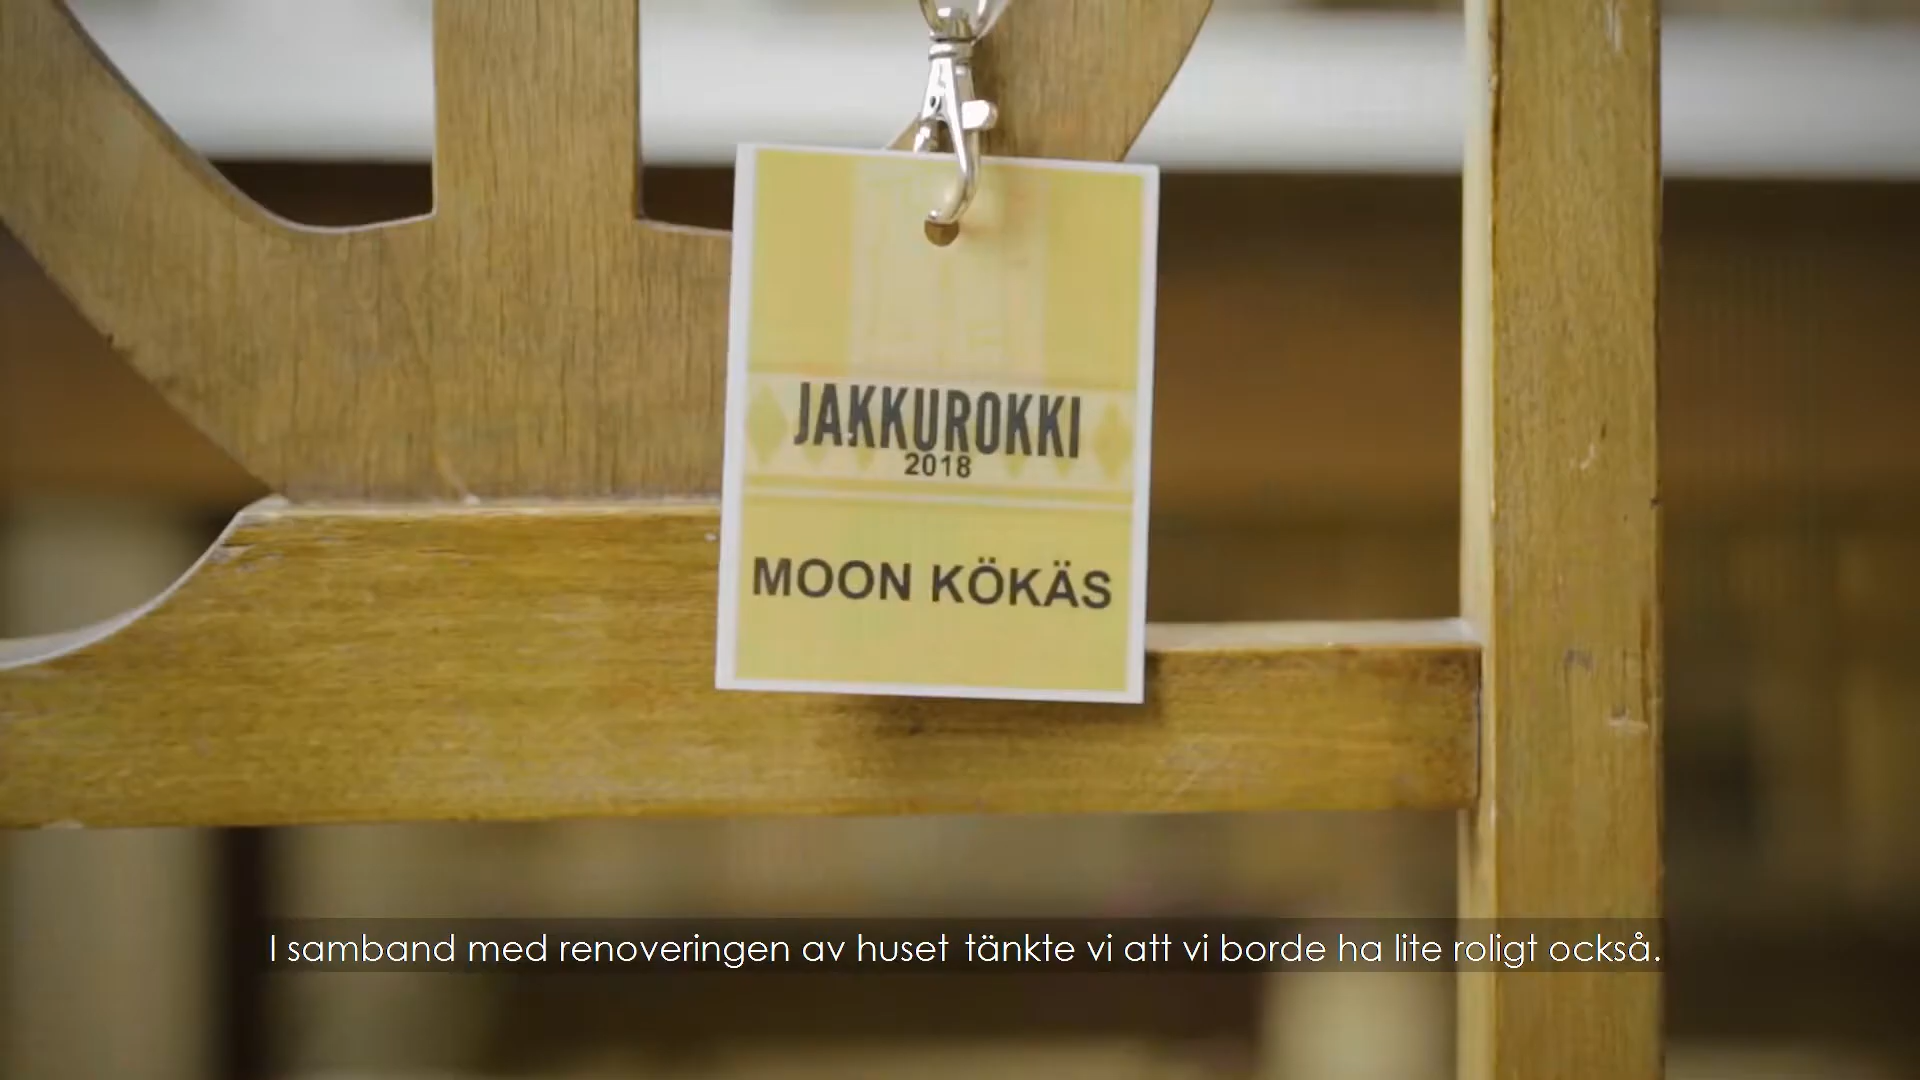 JAKKUROKKI
2018
MOON KÖKÄS
I samband med renoveringen av huset tänkte vi att vi borde ha lite roligt också.